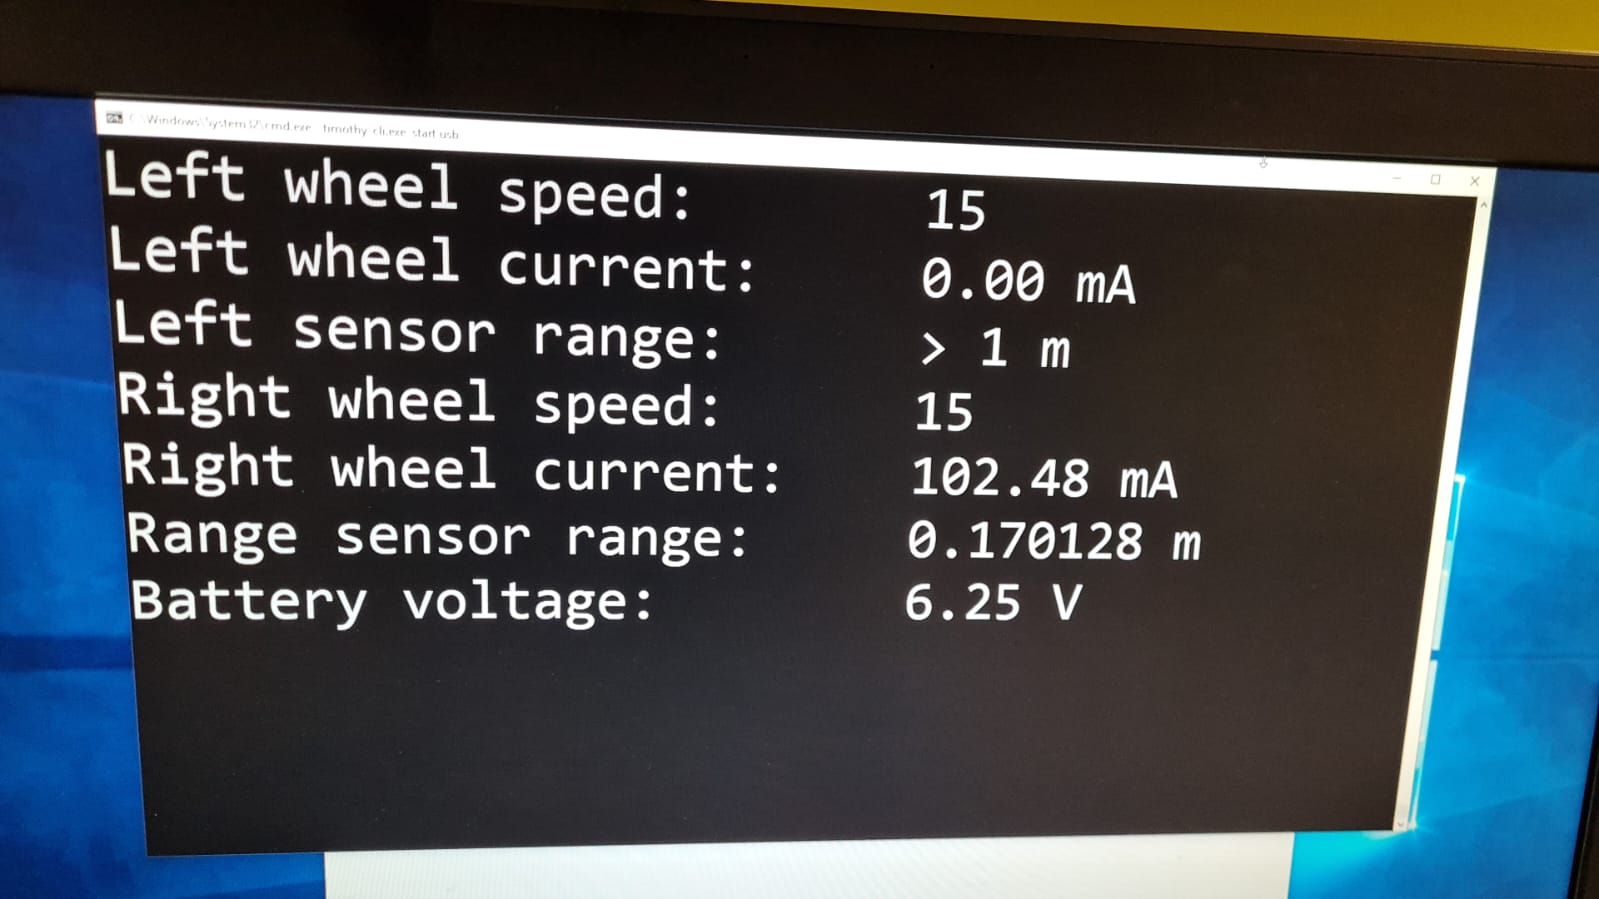 C:\Windows\System32\cmd.exe - timothy-cli.exe start usb
Left wheel speed: 15
Left wheel current: 0.00 mA
Left sensor range: > 1 m
Right wheel speed: 15
Right wheel current: 102.48 mA
Range sensor range: 0.170128 m
Battery voltage: 6.25 V